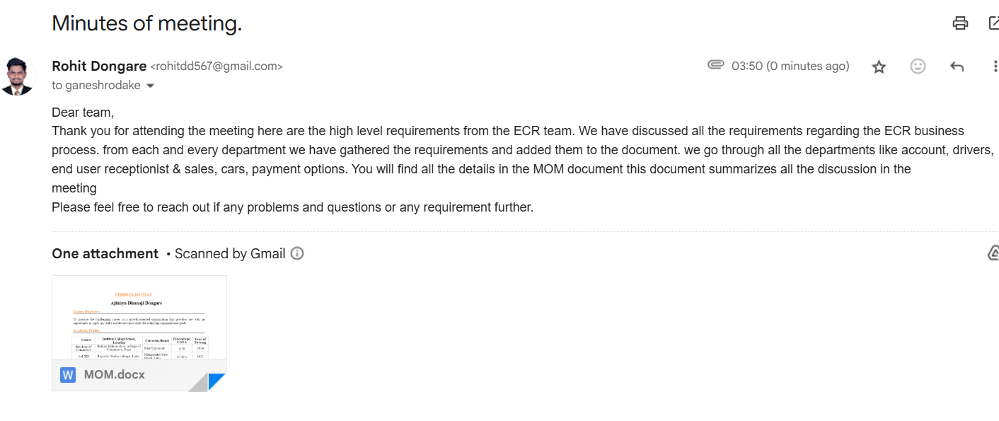 Minutes of meeting.
Rohit Dongare <rohitdd567@gmail.com>
03:50 (0 minutes ago)
to ganeshrodake
Dear team,
Thank you for attending the meeting here are the high level requirements from the ECR team. We have discussed all the requirements regarding the ECR business
process. from each and every department we have gathered the requirements and added them to the document. we go through all the departments like account, drivers,
end user receptionist & sales, cars, payment options. You will find all the details in the MOM document this document summarizes all the discussion in the
meeting
Please feel free to reach out if any problems and questions or any requirement further.
One attachment • Scanned by Gmail
CURRICULAM VITAE
Ajinkya Dhanaji Dongare
Career Objective:
To pursue the challenging career in a growth-oriented organization that provides me with an
opportunity to apply my skills and devote those skills for achieving organizational goals.
Academic Profile:
Course Institute/College/School, Location University/Board Percentage/ CGPA Year of Passing
Bachelor of Commerce Maharashtra college of Commerce, Pune Pune University 2024
College, Latur Maharashtra State 2021
W MOM.docx